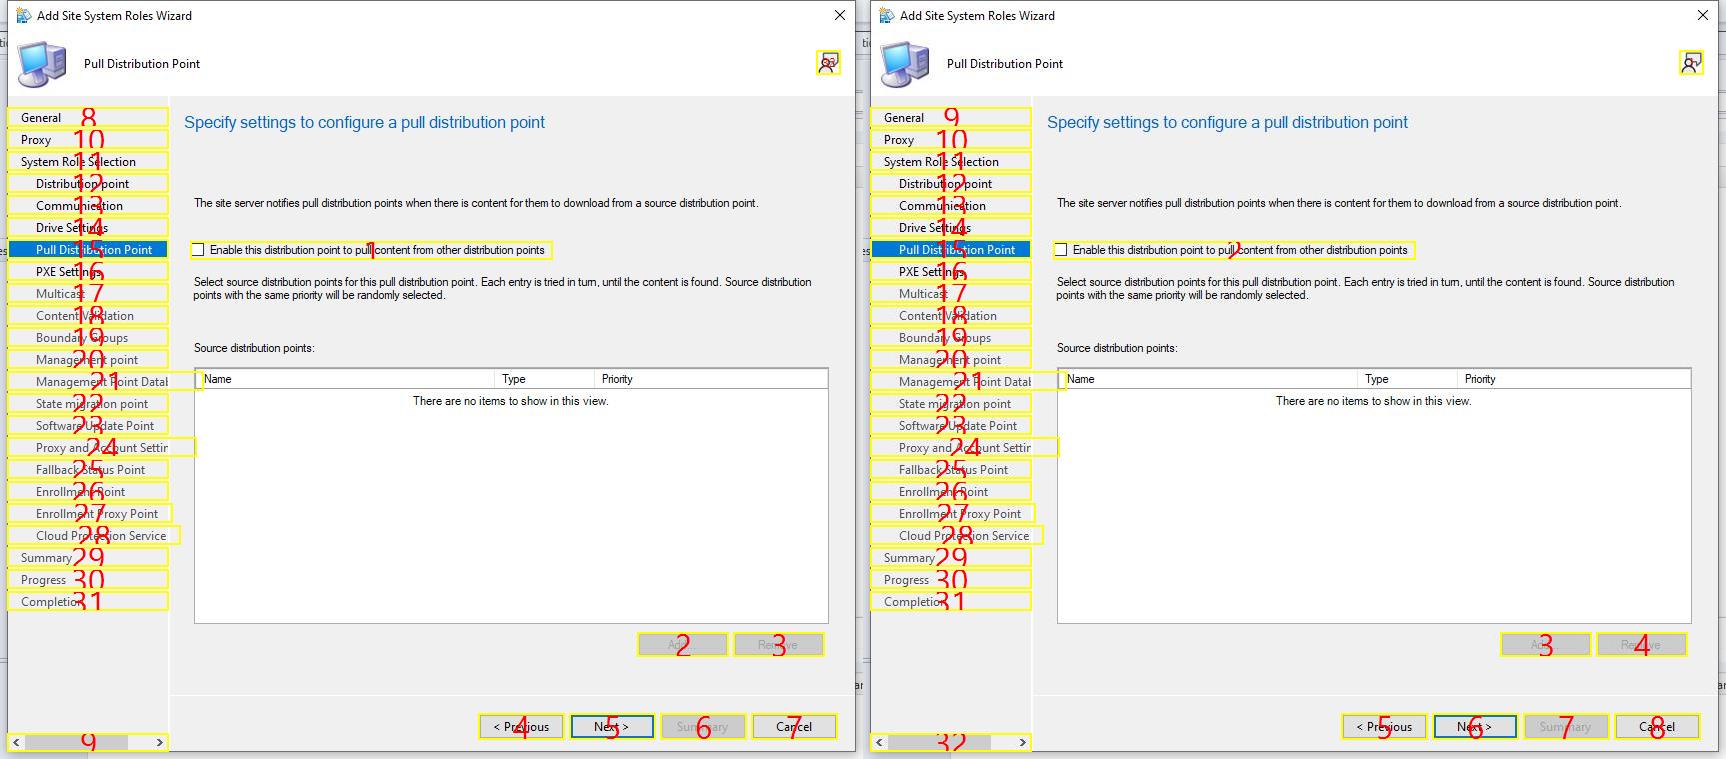 Add Site System Roles Wizard
Pull Distribution Point
General 8
Proxy 10
System Role Selection 11
Distribution point 12
Communication 13
Drive Settings 14
Pull Distribution Point 15
PXE Settings 16
Multicast 17
Content Validation 18
Boundary Groups 19
Management point 20
Management Point Datab 21
State migration point 22
Software Update Point 23
Proxy and Account Settin 24
Fallback Status Point 25
Enrollment Point 26
Enrollment Proxy Point 27
Cloud Protection Service 28
Summary 29
Progress 30
Completion 31
9
Specify settings to configure a pull distribution point
The site server notifies pull distribution points when there is content for them to download from a source distribution point.
Enable this distribution point to pull content from other distribution points 1
Select source distribution points for this pull distribution point. Each entry is tried in turn, until the content is found. Source distribution
points with the same priority will be randomly selected.
Source distribution points:
Name Type Priority
There are no items to show in this view.
Add... 2 Remove 3
< Previous 4 Next > 5 Summary 6 Cancel 7
Add Site System Roles Wizard
Pull Distribution Point
General 9
Proxy 10
System Role Selection 11
Distribution point 12
Communication 13
Drive Settings 14
Pull Distribution Point 15
PXE Settings 16
Multicast 17
Content Validation 18
Boundary Groups 19
Management point 20
Management Point Datab 21
State migration point 22
Software Update Point 23
Proxy and Account Settin 24
Fallback Status Point 25
Enrollment Point 26
Enrollment Proxy Point 27
Cloud Protection Service 28
Summary 29
Progress 30
Completion 31
32
Specify settings to configure a pull distribution point
The site server notifies pull distribution points when there is content for them to download from a source distribution point.
Enable this distribution point to pull content from other distribution points 2
Select source distribution points for this pull distribution point. Each entry is tried in turn, until the content is found. Source distribution
points with the same priority will be randomly selected.
Source distribution points:
Name Type Priority
There are no items to show in this view.
Add... 3 Remove 4
< Previous 5 Next > 6 Summary 7 Cancel 8